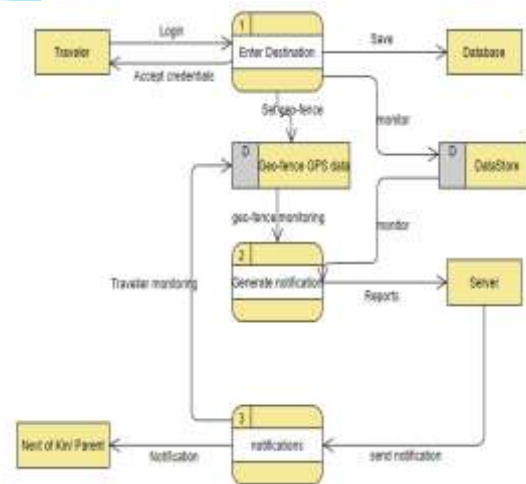 1
Login
Save
Traveler
Enter Destination
Database
Accept credentials
Set geo-fence
monitor
D
Geo-fence GPS data
D
DataStore
geo-fence monitoring
monitor
2
Traveller monitoring
Generate notification
Server
Reports
3
Next of Kin/ Parent
notifications
Notification
send notification